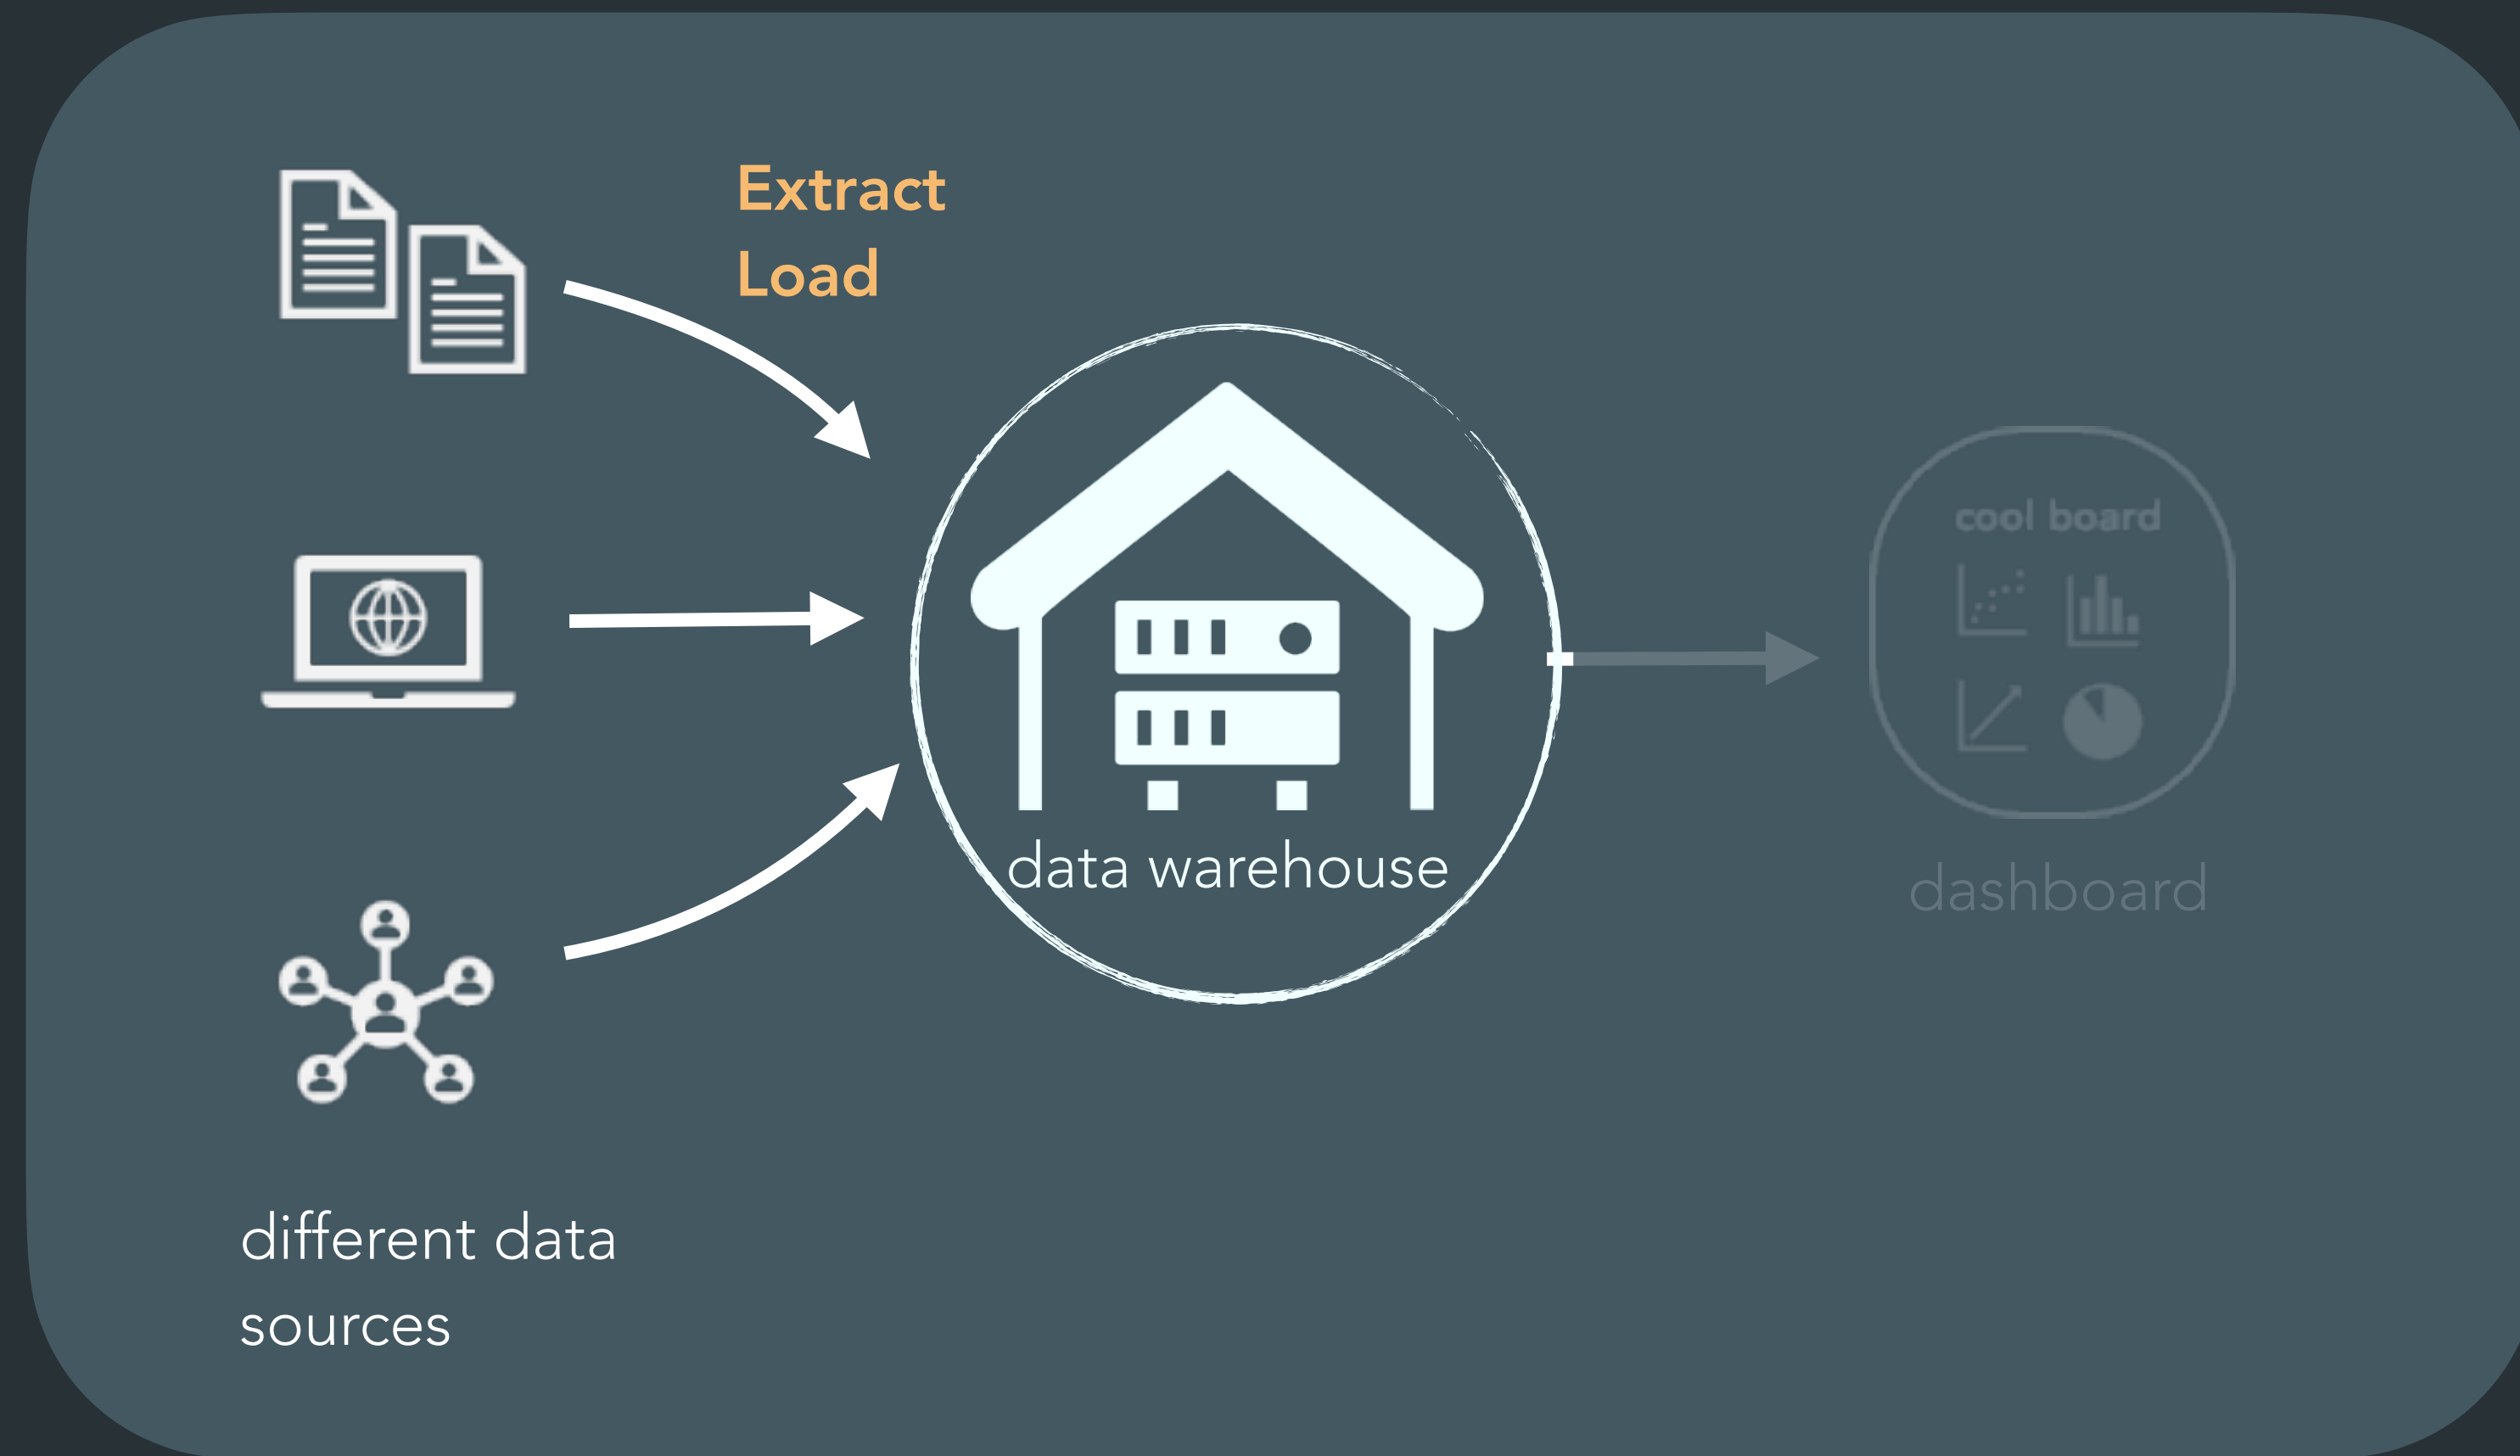 Extract
Load
cool board
data warehouse
dashboard
different data
sources